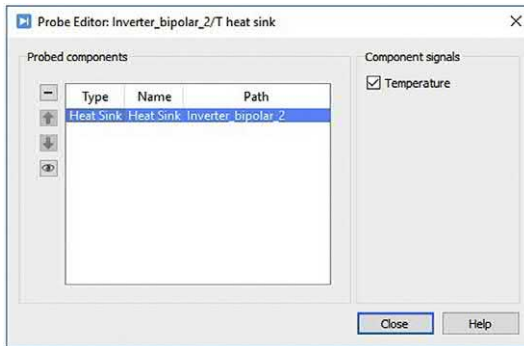 Probe Editor: Inverter_bipolar_2/T heat sink
Probed components
Type Name Path
Heat Sink Heat Sink Inverter_bipolar_2
Component signals
Temperature
Close Help